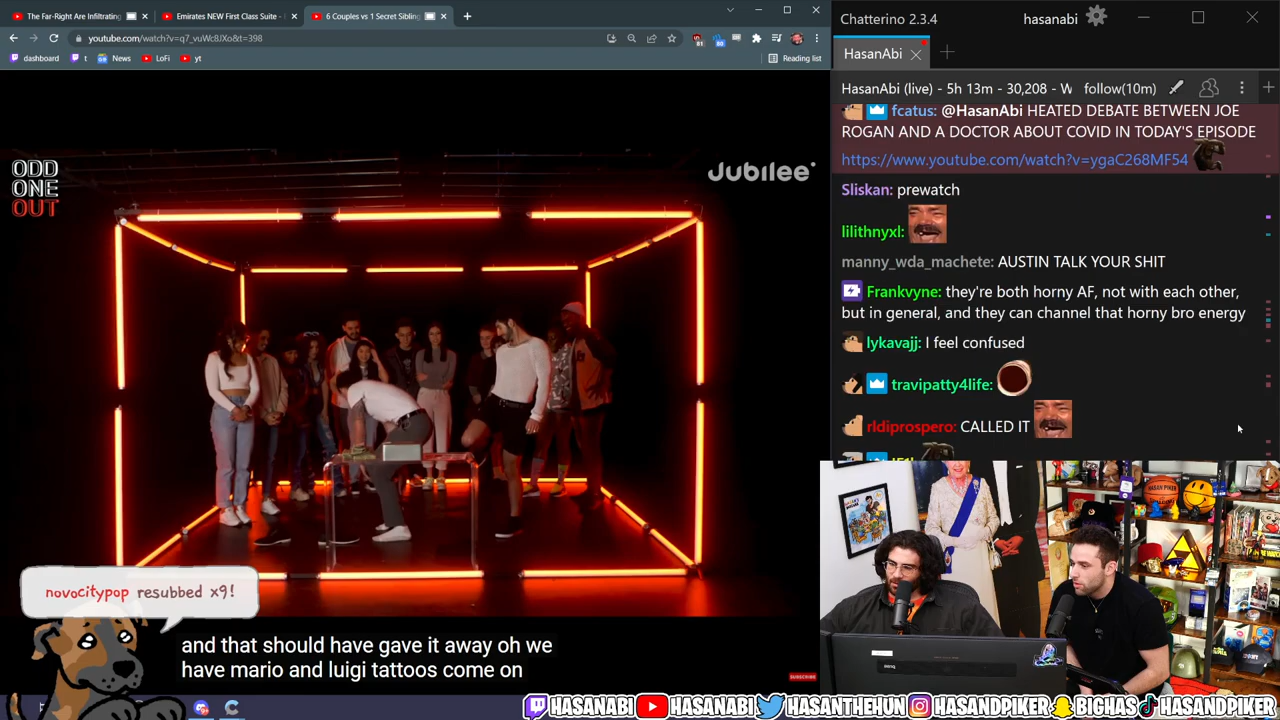 The Far-Right Are Infiltrating
Emirates NEW First Class Suite -
6 Couples vs 1 Secret Sibling
youtube.com/watch?v=q7_vuWc8JXo&t=398
dashboard
t
News
LoFi
yt
Reading list
ODD
ONE
OUT
Jubilee
novocitypop resubbed x9!
and that should have gave it away oh we
have mario and luigi tattoos come on
SUBSCRIBE
Chatterino 2.3.4
hasanabi
HasanAbi
HasanAbi (live) - 5h 13m - 30,208 - W
follow(10m)
fcatus: @HasanAbi HEATED DEBATE BETWEEN JOE
ROGAN AND A DOCTOR ABOUT COVID IN TODAY'S EPISODE
https://www.youtube.com/watch?v=ygaC268MF54
Sliskan: prewatch
lilithnyxl:
manny_wda_machete: AUSTIN TALK YOUR SHIT
Frankvyne: they're both horny AF, not with each other,
but in general, and they can channel that horny bro energy
lykavajj: I feel confused
travipatty4life:
rldiprospero: CALLED IT
HASANABI HASANABI HASANTHEHUN HASANDPIKER BIGHAS HASANDPIKER